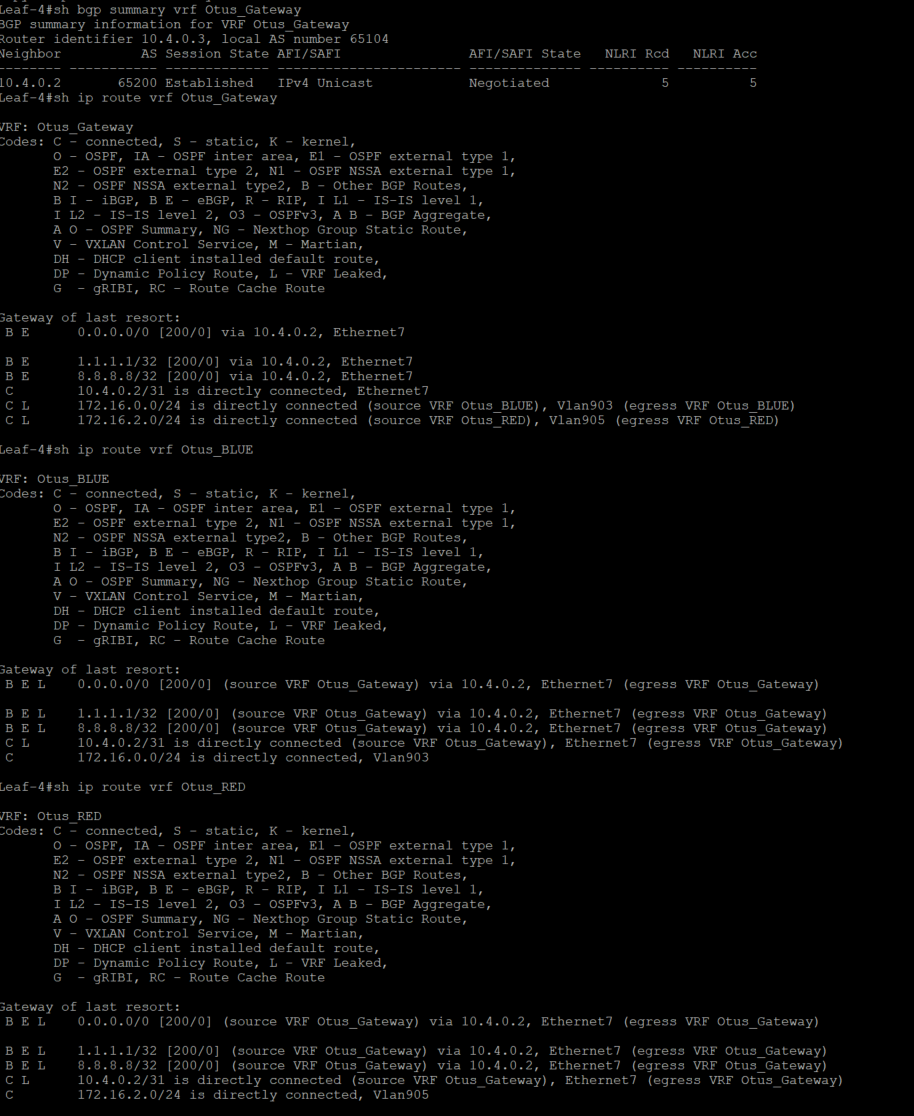 Leaf-4#sh bgp summary vrf Otus_Gateway
BGP summary information for VRF Otus_Gateway
Router identifier 10.4.0.3, local AS number 65104
Neighbor          AS Session State AFI/SAFI                AFI/SAFI State   NLRI Rcd   NLRI Acc
-------- ----------- ------------- ----------------------- -------------- ---------- ----------
10.4.0.2       65200 Established   IPv4 Unicast            Negotiated              5          5
Leaf-4#sh ip route vrf Otus_Gateway
VRF: Otus_Gateway
Codes: C - connected, S - static, K - kernel,
       O - OSPF, IA - OSPF inter area, E1 - OSPF external type 1,
       E2 - OSPF external type 2, N1 - OSPF NSSA external type 1,
       N2 - OSPF NSSA external type2, B - Other BGP Routes,
       B I - iBGP, B E - eBGP, R - RIP, I L1 - IS-IS level 1,
       I L2 - IS-IS level 2, O3 - OSPFv3, A B - BGP Aggregate,
       A O - OSPF Summary, NG - Nexthop Group Static Route,
       V - VXLAN Control Service, M - Martian,
       DH - DHCP client installed default route,
       DP - Dynamic Policy Route, L - VRF Leaked,
       G  - gRIBI, RC - Route Cache Route
Gateway of last resort:
 B E      0.0.0.0/0 [200/0] via 10.4.0.2, Ethernet7
 B E      1.1.1.1/32 [200/0] via 10.4.0.2, Ethernet7
 B E      8.8.8.8/32 [200/0] via 10.4.0.2, Ethernet7
 C        10.4.0.2/31 is directly connected, Ethernet7
 C L      172.16.0.0/24 is directly connected (source VRF Otus_BLUE), Vlan903 (egress VRF Otus_BLUE)
 C L      172.16.2.0/24 is directly connected (source VRF Otus_RED), Vlan905 (egress VRF Otus_RED)
Leaf-4#sh ip route vrf Otus_BLUE
VRF: Otus_BLUE
Codes: C - connected, S - static, K - kernel,
       O - OSPF, IA - OSPF inter area, E1 - OSPF external type 1,
       E2 - OSPF external type 2, N1 - OSPF NSSA external type 1,
       N2 - OSPF NSSA external type2, B - Other BGP Routes,
       B I - iBGP, B E - eBGP, R - RIP, I L1 - IS-IS level 1,
       I L2 - IS-IS level 2, O3 - OSPFv3, A B - BGP Aggregate,
       A O - OSPF Summary, NG - Nexthop Group Static Route,
       V - VXLAN Control Service, M - Martian,
       DH - DHCP client installed default route,
       DP - Dynamic Policy Route, L - VRF Leaked,
       G  - gRIBI, RC - Route Cache Route
Gateway of last resort:
 B E L    0.0.0.0/0 [200/0] (source VRF Otus_Gateway) via 10.4.0.2, Ethernet7 (egress VRF Otus_Gateway)
 B E L    1.1.1.1/32 [200/0] (source VRF Otus_Gateway) via 10.4.0.2, Ethernet7 (egress VRF Otus_Gateway)
 B E L    8.8.8.8/32 [200/0] (source VRF Otus_Gateway) via 10.4.0.2, Ethernet7 (egress VRF Otus_Gateway)
 C L      10.4.0.2/31 is directly connected (source VRF Otus_Gateway), Ethernet7 (egress VRF Otus_Gateway)
 C        172.16.0.0/24 is directly connected, Vlan903
Leaf-4#sh ip route vrf Otus_RED
VRF: Otus_RED
Codes: C - connected, S - static, K - kernel,
       O - OSPF, IA - OSPF inter area, E1 - OSPF external type 1,
       E2 - OSPF external type 2, N1 - OSPF NSSA external type 1,
       N2 - OSPF NSSA external type2, B - Other BGP Routes,
       B I - iBGP, B E - eBGP, R - RIP, I L1 - IS-IS level 1,
       I L2 - IS-IS level 2, O3 - OSPFv3, A B - BGP Aggregate,
       A O - OSPF Summary, NG - Nexthop Group Static Route,
       V - VXLAN Control Service, M - Martian,
       DH - DHCP client installed default route,
       DP - Dynamic Policy Route, L - VRF Leaked,
       G  - gRIBI, RC - Route Cache Route
Gateway of last resort:
 B E L    0.0.0.0/0 [200/0] (source VRF Otus_Gateway) via 10.4.0.2, Ethernet7 (egress VRF Otus_Gateway)
 B E L    1.1.1.1/32 [200/0] (source VRF Otus_Gateway) via 10.4.0.2, Ethernet7 (egress VRF Otus_Gateway)
 B E L    8.8.8.8/32 [200/0] (source VRF Otus_Gateway) via 10.4.0.2, Ethernet7 (egress VRF Otus_Gateway)
 C L      10.4.0.2/31 is directly connected (source VRF Otus_Gateway), Ethernet7 (egress VRF Otus_Gateway)
 C        172.16.2.0/24 is directly connected, Vlan905